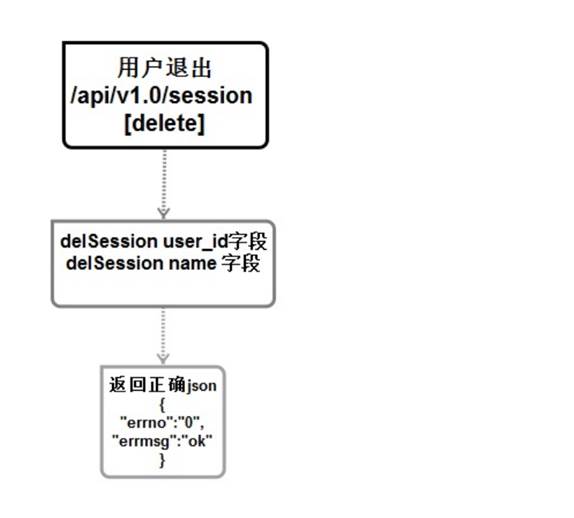 用户退出
/api/v1.0/session
[delete]
delSession user_id字段
delSession name 字段
返回正确json
{
"errno":"0",
"errmsg":"ok"
}